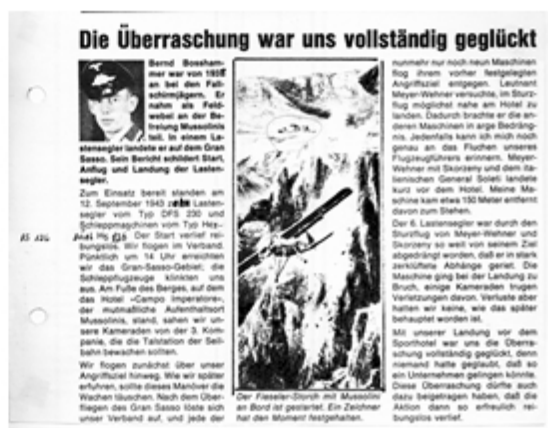 Die Überraschung war uns vollständig geglückt
Bernd Bosshammer
mer war von 1938
an bei den Fall-
schirmjägern. Er
nahm als Feld-
webel an der Be-
freiung Mussolinis
teil. In einem La-
stensegler landete er auf dem Gran
Sasso. Sein Bericht schildert Start,
Anflug und Landung der Lasten-
segler.
Zum Einsatz bereit standen am
12. September 1943 Lasten-
segler vom Typ DFS 230 und
Schleppmaschinen vom Typ
Hs 126 Der Start verlief rei-
bungslos. Wir flogen im Verband.
Pünktlich um 14 Uhr erreichten
wir das Gran-Sasso-Gebiet; die
Schleppflugzeuge klinkten uns
aus. Am Fuße des Berges, auf dem
das Hotel «Campo Imperatore»,
der mutmaßliche Aufenthaltsort
Mussolinis, stand, sahen wir un-
sere Kameraden von der 3. Kom-
panie, die die Talstation der Seil-
bahn bewachen sollten.
Wir flogen zunächst über unser
Angriffsziel hinweg. Wie wir später
erfuhren, sollte dieses Manöver die
Wachen täuschen. Nach dem Über-
fliegen des Gran Sasso löste sich
unser Verband auf, und jede der
Der Fieseler-Storch mit Mussolini
an Bord ist gestartet. Ein Zeichner
hat den Moment festgehalten.
nunmehr nur noch neun Maschinen
flog ihrem vorher festgelegten
Angriffsziel entgegen. Leutnant
Meyer-Wehner versuchte, im Sturz-
flug möglichst nahe am Hotel zu
landen. Dadurch brachte er die an-
deren Maschinen in arge Bedräng-
nis. Jedenfalls kann ich mich noch
genau an das Fluchen unseres
Flugzeugführers erinnern. Meyer-
Wehner mit Skorzeny und dem ita-
lienischen General Soleti landete
kurz vor dem Hotel. Meine Ma-
schine kam etwa 150 Meter entfernt
davon zum Stehen.
Der 6. Lastensegler war durch den
Sturzflug von Meyer-Wehner und
Skorzeny so weit von seinem Ziel
abgedrängt worden, daß er in stark
zerklüftete Abhänge geriet. Die
Maschine ging bei der Landung zu
Bruch, einige Kameraden trugen
Verletzungen davon. Verluste aber
hatten wir keine, wie das später
behauptet worden ist.
Mit unserer Landung vor dem
Sporthotel war uns die Überra-
schung vollständig geglückt, denn
niemand hatte geglaubt, daß so
ein Unternehmen gelingen könnte.
Diese Überraschung dürfte auch
dazu beigetragen haben, daß die
Aktion dann so erfreulich rei-
bungslos verlief.